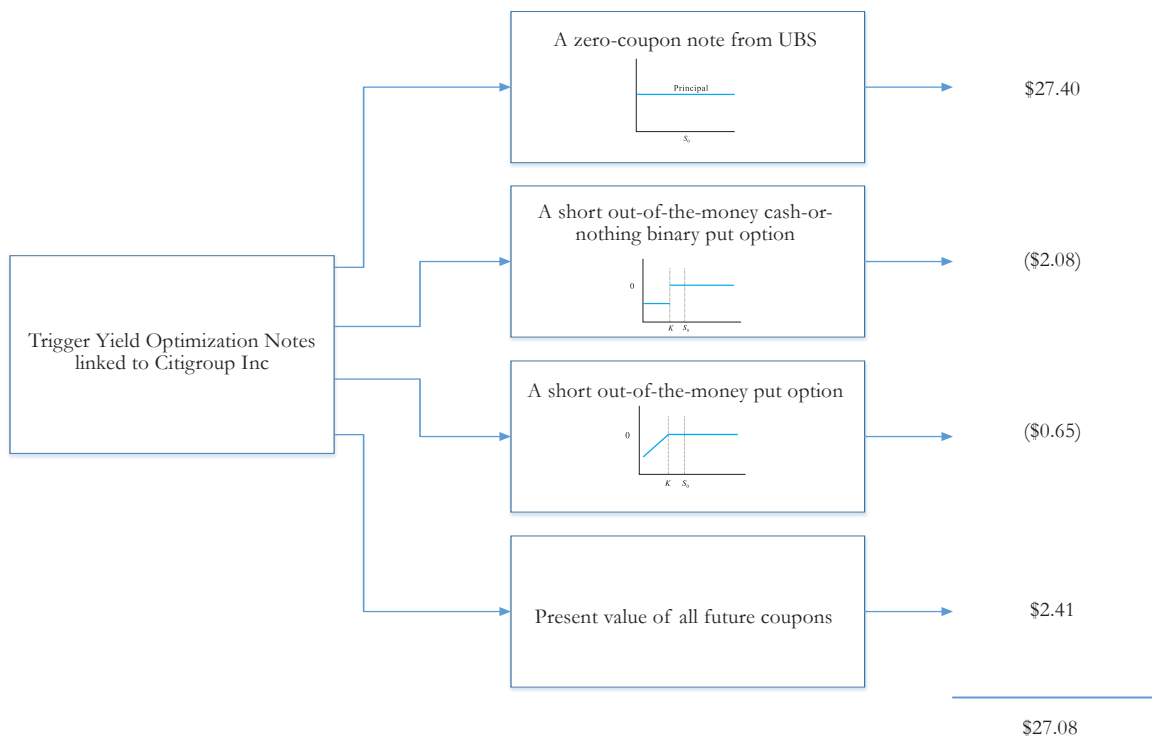 A zero-coupon note from UBS
Principal
S0
$27.40
A short out-of-the-money cash-or-
nothing binary put option
0
K
S0
($2.08)
Trigger Yield Optimization Notes
linked to Citigroup Inc
A short out-of-the-money put option
0
K
S0
($0.65)
Present value of all future coupons
$2.41
$27.08